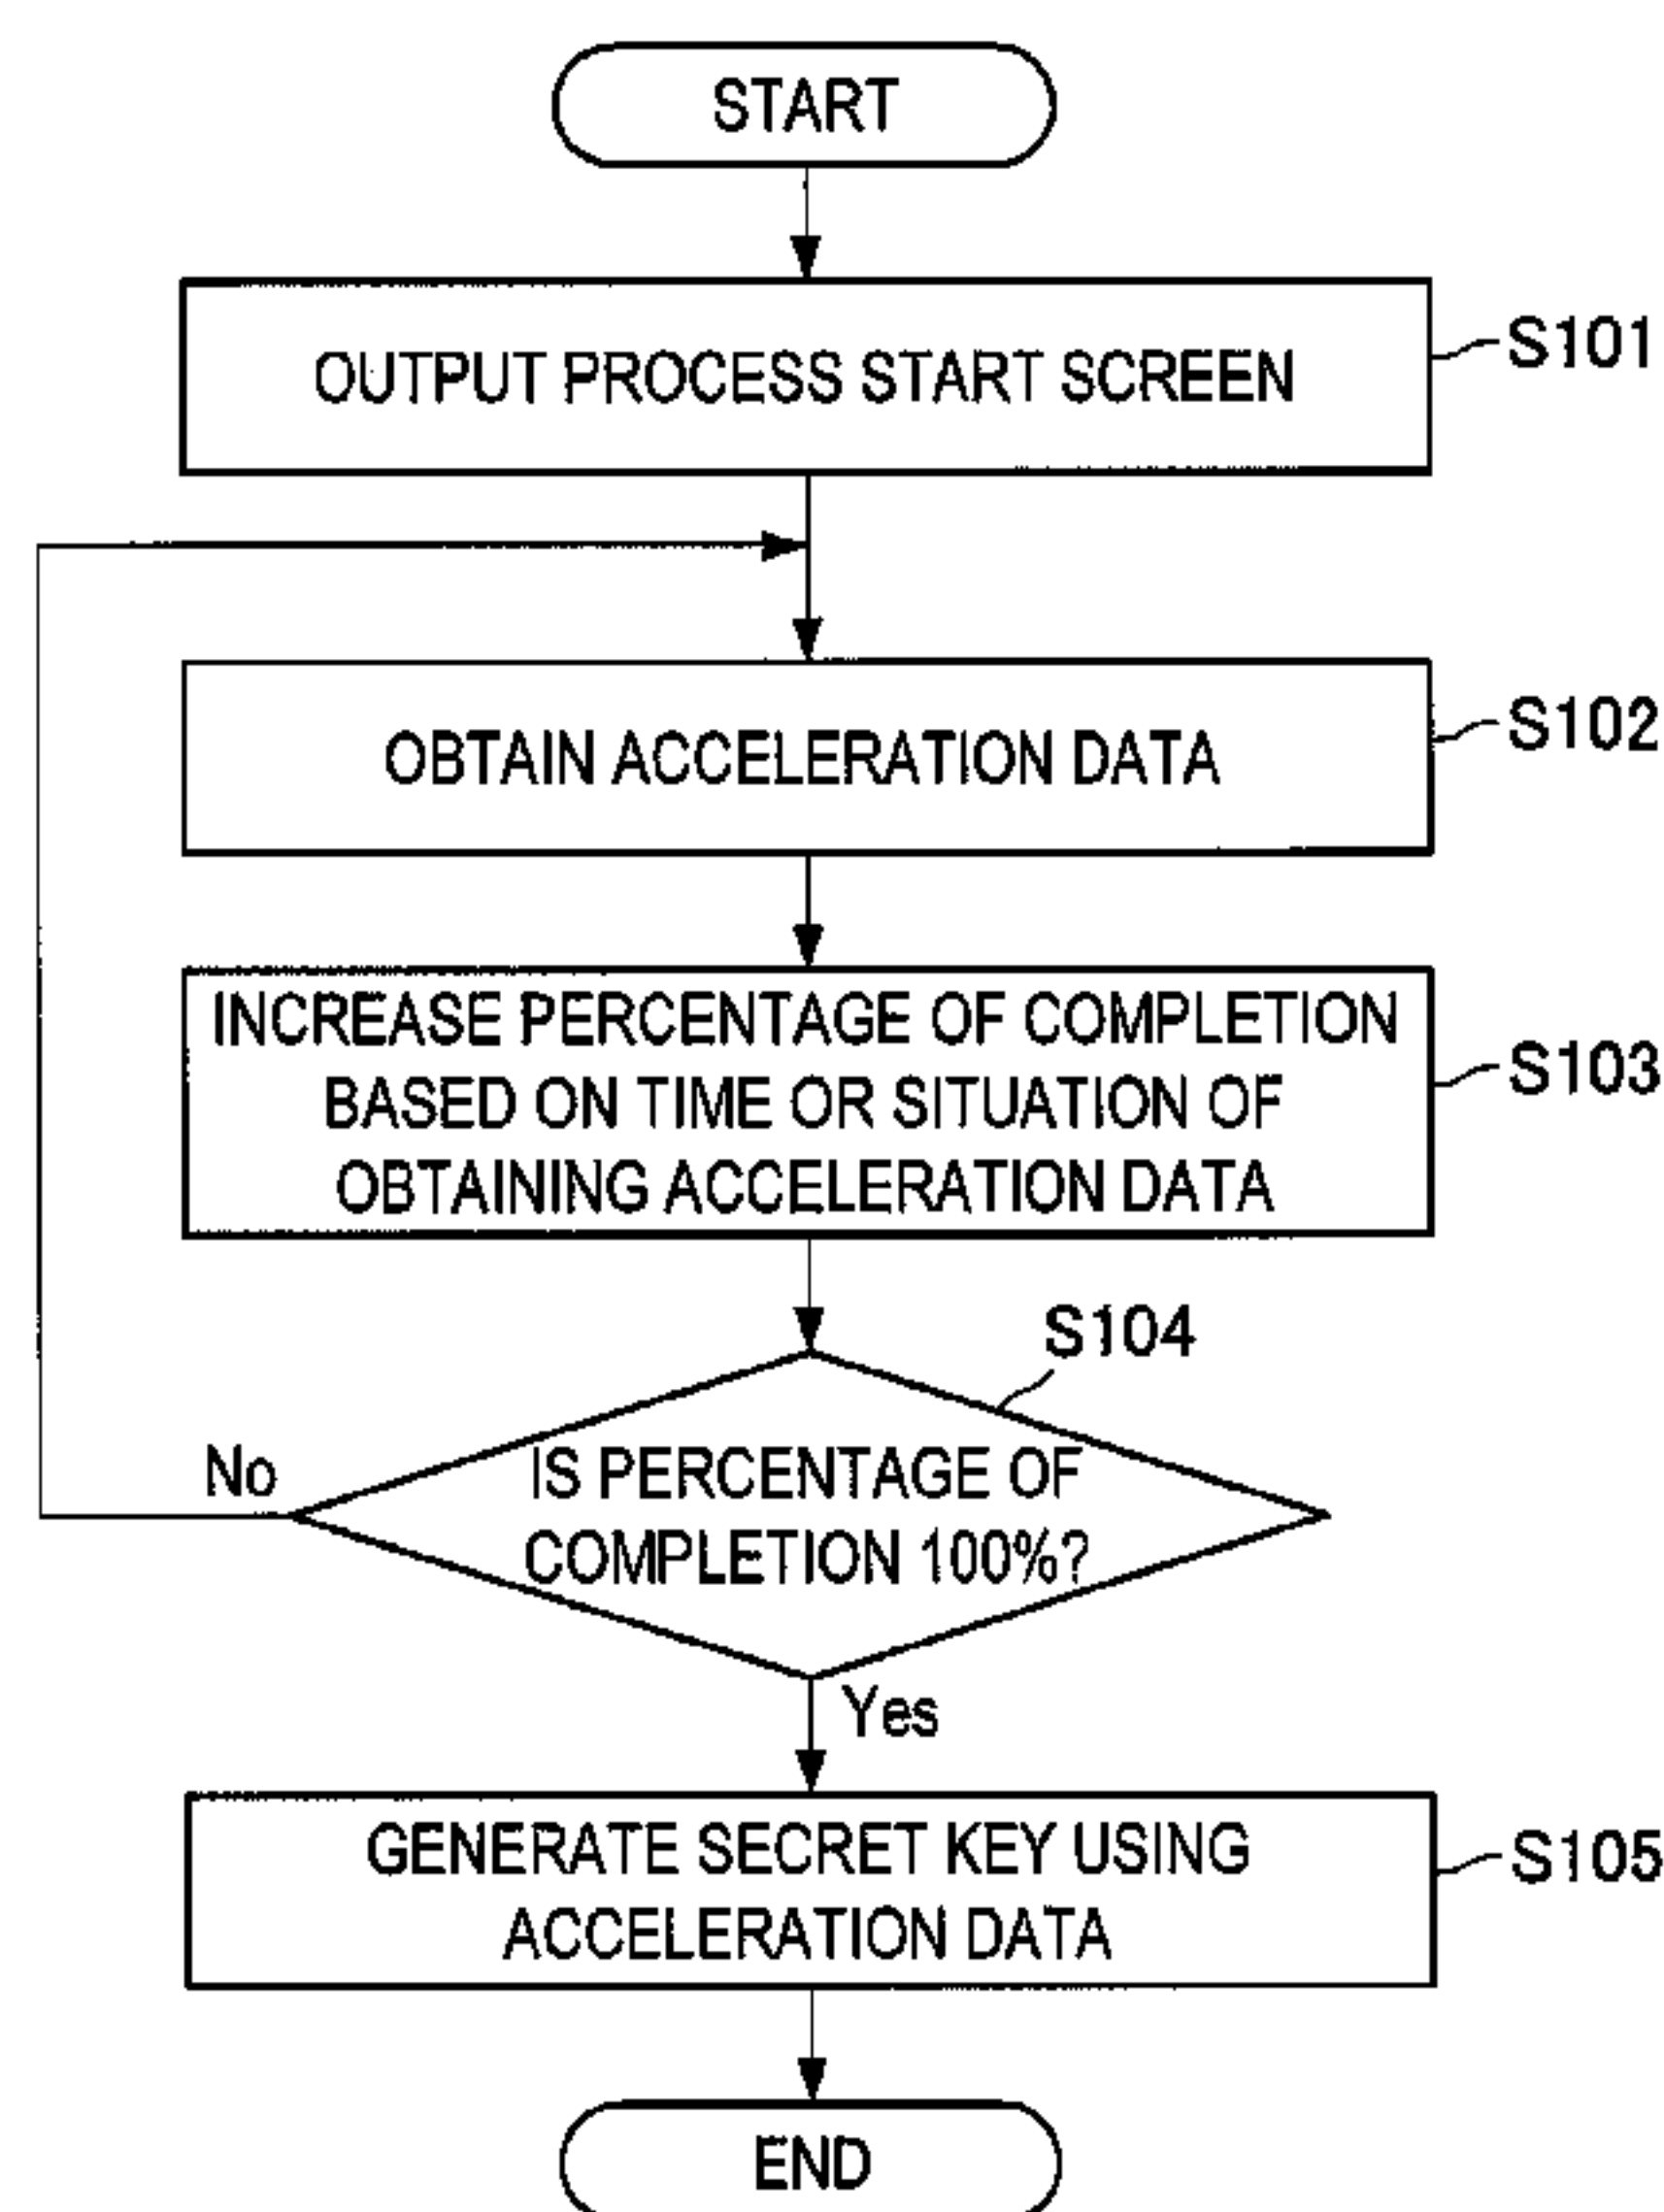 START
OUTPUT PROCESS START SCREEN
S101
OBTAIN ACCELERATION DATA
S102
INCREASE PERCENTAGE OF COMPLETION
BASED ON TIME OR SITUATION OF
OBTAINING ACCELERATION DATA
S103
S104
IS PERCENTAGE OF
COMPLETION 100%?
No
Yes
GENERATE SECRET KEY USING
ACCELERATION DATA
S105
END